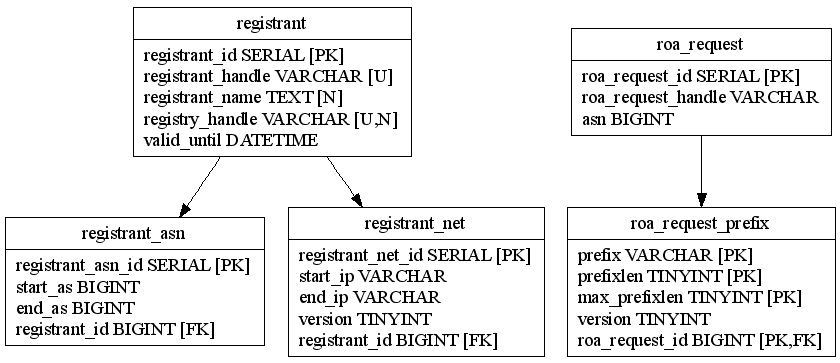 registrant
registrant_id SERIAL [PK]
registrant_handle VARCHAR [U]
registrant_name TEXT [N]
registry_handle VARCHAR [U,N]
valid_until DATETIME
roa_request
roa_request_id SERIAL [PK]
roa_request_handle VARCHAR
asn BIGINT
registrant_asn
registrant_asn_id SERIAL [PK]
start_as BIGINT
end_as BIGINT
registrant_id BIGINT [FK]
registrant_net
registrant_net_id SERIAL [PK]
start_ip VARCHAR
end_ip VARCHAR
version TINYINT
registrant_id BIGINT [FK]
roa_request_prefix
prefix VARCHAR [PK]
prefixlen TINYINT [PK]
max_prefixlen TINYINT [PK]
version TINYINT
roa_request_id BIGINT [PK,FK]